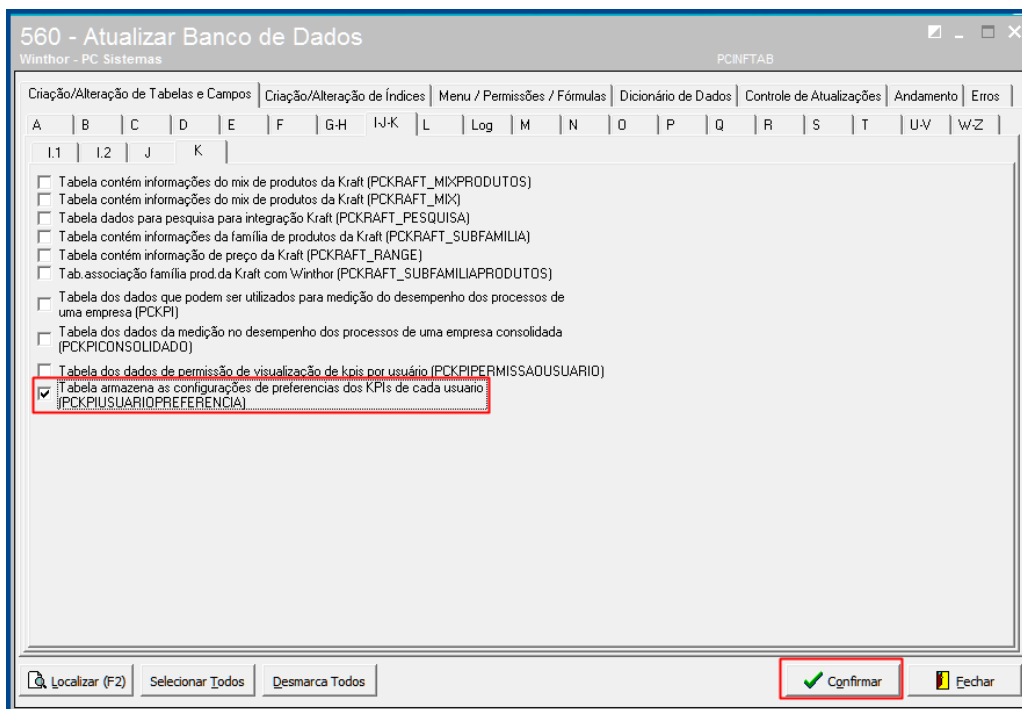 560 - Atualizar Banco de Dados
Winthor - PC Sistemas
PCINFTAB
Criação/Alteração de Tabelas e Campos
Criação/Alteração de Índices
Menu / Permissões / Fórmulas
Dicionário de Dados
Controle de Atualizações
Andamento
Erros
A
B
C
D
E
F
G-H
I-J-K
L
Log
M
N
O
P
Q
R
S
T
U-V
W-Z
I.1
I.2
J
K
Tabela contém informações do mix de produtos da Kraft (PCKRAFT_MIXPRODUTOS)
Tabela contém informações do mix de produtos da Kraft (PCKRAFT_MIX)
Tabela dados para pesquisa para integração Kraft (PCKRAFT_PESQUISA)
Tabela contém informações da família de produtos da Kraft (PCKRAFT_SUBFAMILIA)
Tabela contém informação de preço da Kraft (PCKRAFT_RANGE)
Tab.associação família prod.da Kraft com Winthor (PCKRAFT_SUBFAMILIAPRODUTOS)
Tabela dos dados que podem ser utilizados para medição do desempenho dos processos de
uma empresa (PCKPI)
Tabela dos dados da medição no desempenho dos processos de uma empresa consolidada
(PCKPICONSOLIDADO)
Tabela dos dados de permissão de visualização de kpis por usuário (PCKPIPERMISSAOUSUARIO)
Tabela armazena as configurações de preferencias dos KPIs de cada usuario
(PCKPIUSUARIOPREFERENCIA)
Localizar (F2)
Selecionar Todos
Desmarca Todos
Confirmar
Fechar